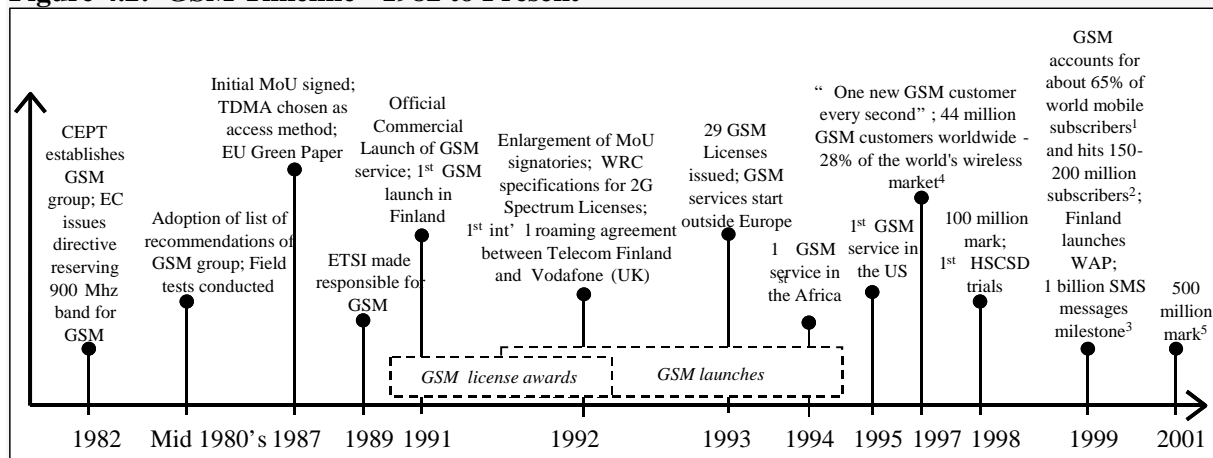 Figure 4.2: GSM Timeline - 1982 to Present
CEPT
establishes
GSM
group; EC
issues
directive
reserving
900 Mhz
band for
GSM
Adoption of list of
recommendations of
GSM group; Field
tests conducted
Initial MoU signed;
TDMA chosen as
access method;
EU Green Paper
ETSI made
responsible for
GSM
Official
Commercial
Launch of GSM
service; 1st GSM
launch in
Finland
Enlargement of MoU
signatories; WRC
specifications for 2G
Spectrum Licenses;
1st int' l roaming agreement
between Telecom Finland
and Vodafone (UK)
29 GSM
Licenses
issued; GSM
services start
outside Europe
1st GSM
service in
the Africa
1st GSM
service in
the US
“ One new GSM customer
every second” ; 44 million
GSM customers worldwide -
28% of the world's wireless
market4
100 million
mark;
1st HSCSD
trials
GSM
accounts for
about 65% of
world mobile
subscribers1
and hits 150-
200 million
subscribers2;
Finland
launches
WAP;
1 billion SMS
messages
milestone3
500
million
mark5
GSM license awards
GSM launches
1982 Mid 1980's 1987 1989 1991 1992 1993 1994 1995 1997 1998 1999 2001